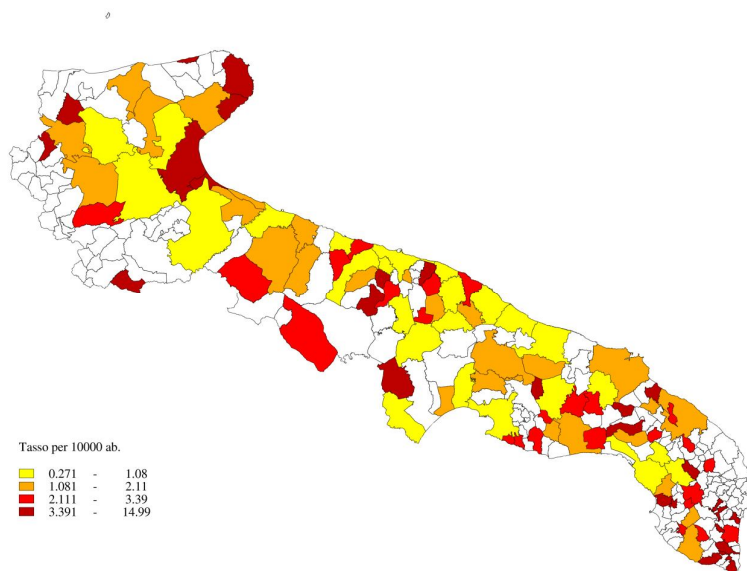 Tasso per 10000 ab.
0.271 - 1.08
1.081 - 2.11
2.111 - 3.39
3.391 - 14.99